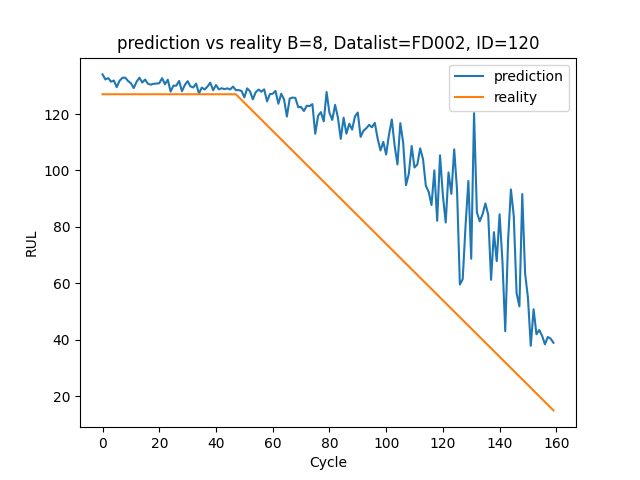 prediction vs reality B=8, Datalist=FD002, ID=120
prediction
reality
RUL
120
100
80
60
40
20
0 20 40 60 80 100 120 140 160
Cycle